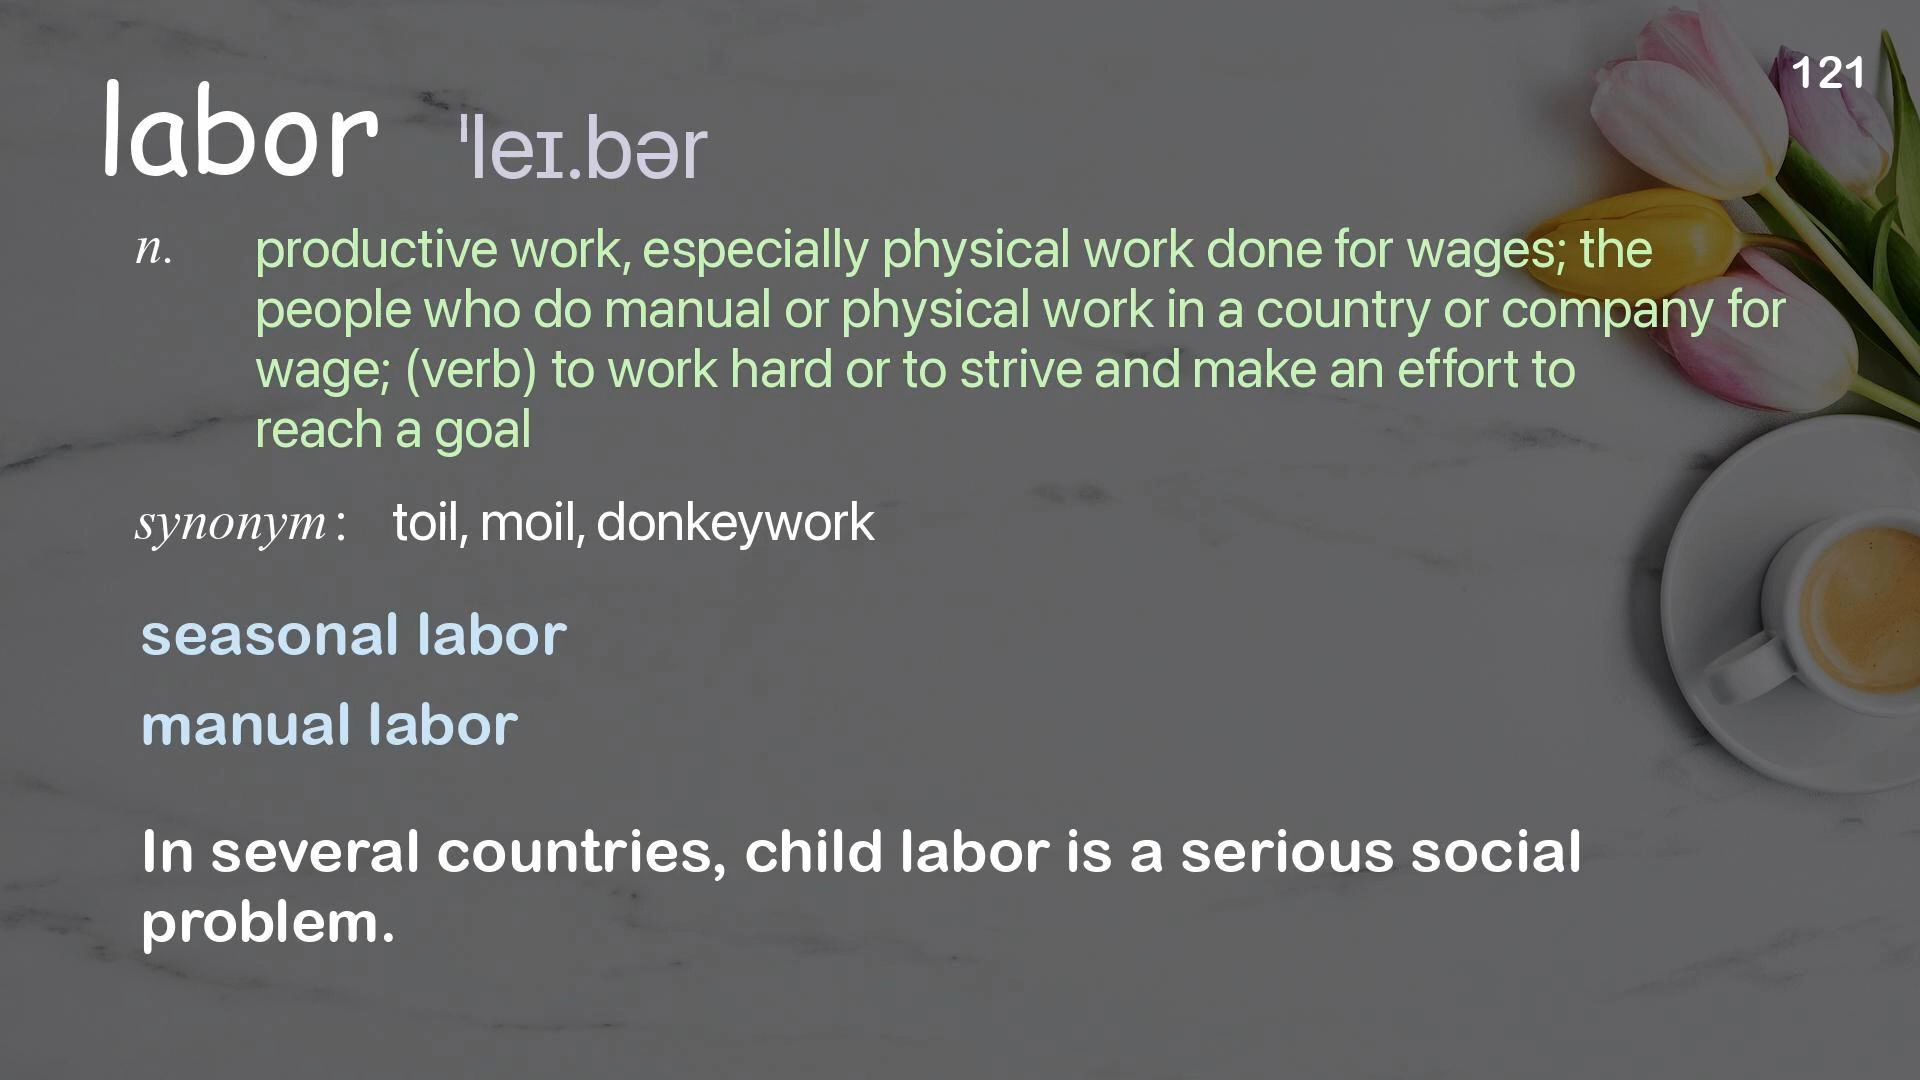 121
labor ˈleɪ.bər
n. productive work, especially physical work done for wages; the
people who do manual or physical work in a country or company for
wage; (verb) to work hard or to strive and make an effort to
reach a goal
synonym: toil, moil, donkeywork
seasonal labor
manual labor
In several countries, child labor is a serious social
problem.